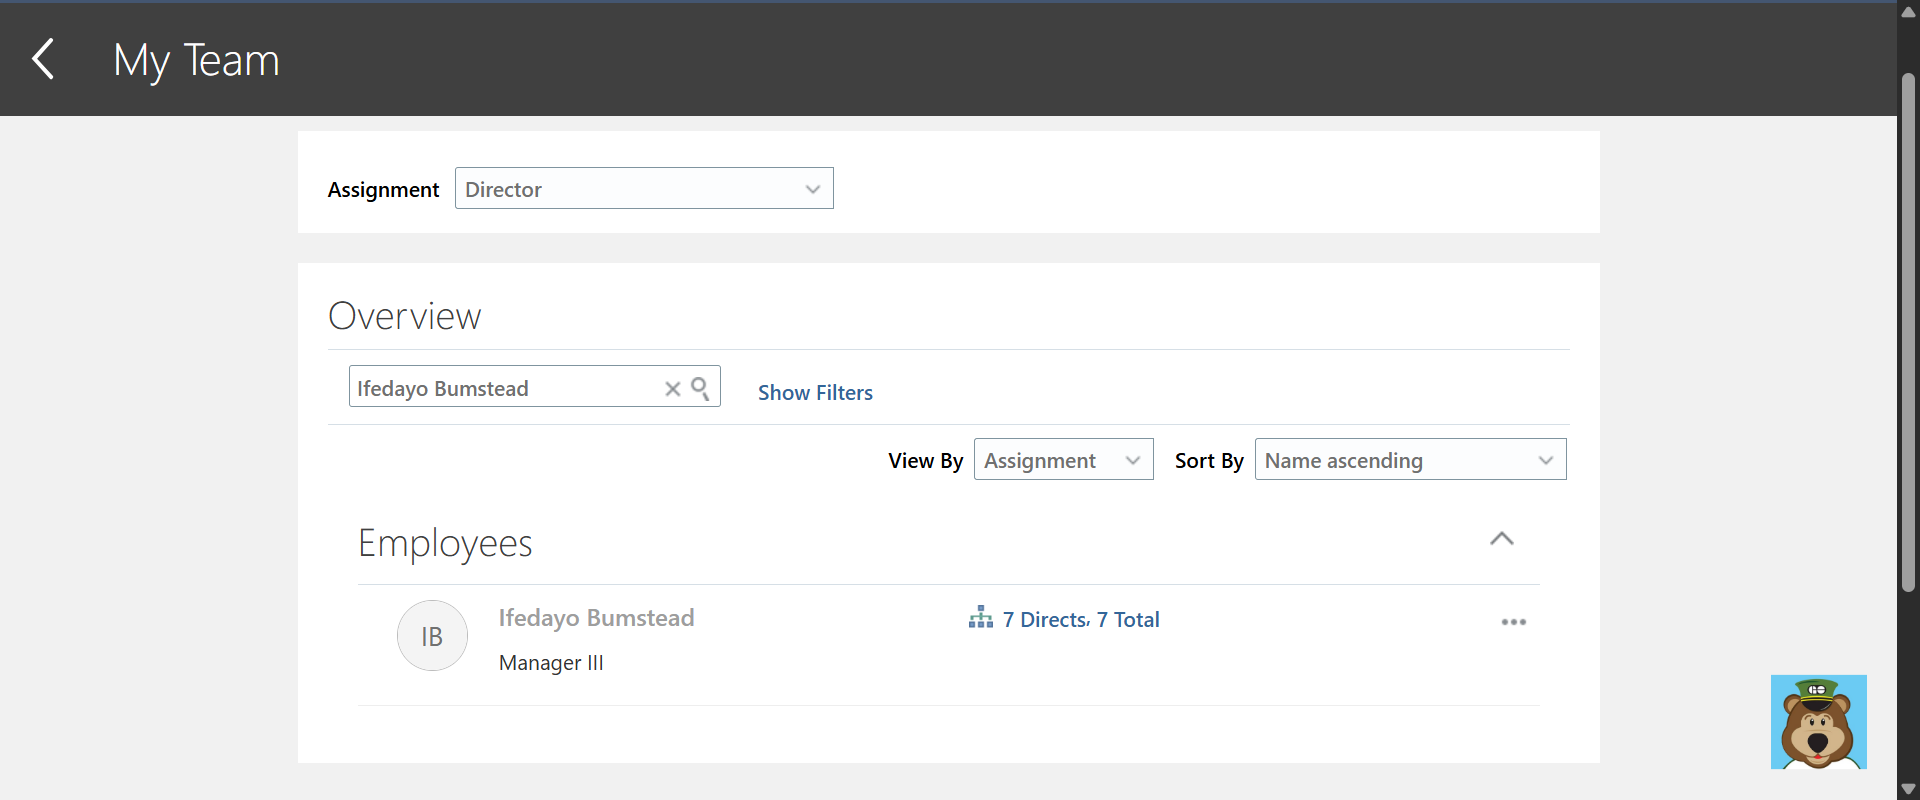 My Team
Assignment Director
Overview
Ifedayo Bumstead Show Filters
View By Assignment Sort By Name ascending
Employees
IB Ifedayo Bumstead 7 Directs, 7 Total
Manager III
GO